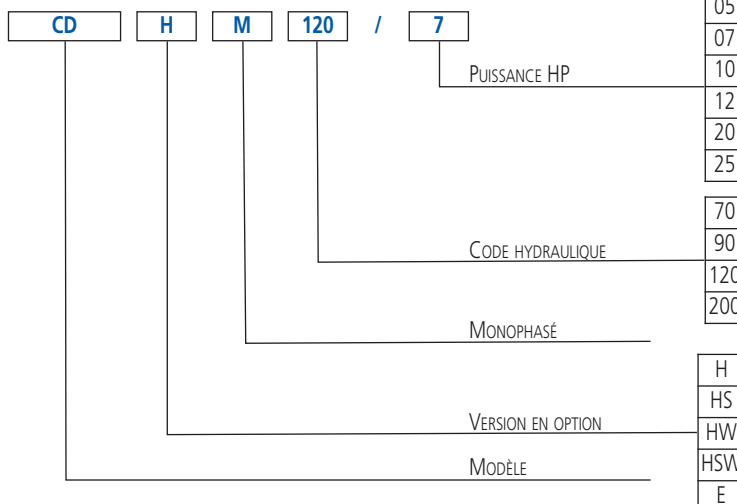 CD H M 120 / 7
05
07
PUISSANCE HP
10
12
20
25
70
CODE HYDRAULIQUE
90
120
200
MONOPHASÉ
H
HS
VERSION EN OPTION
HW
MODÈLE
HSW
E